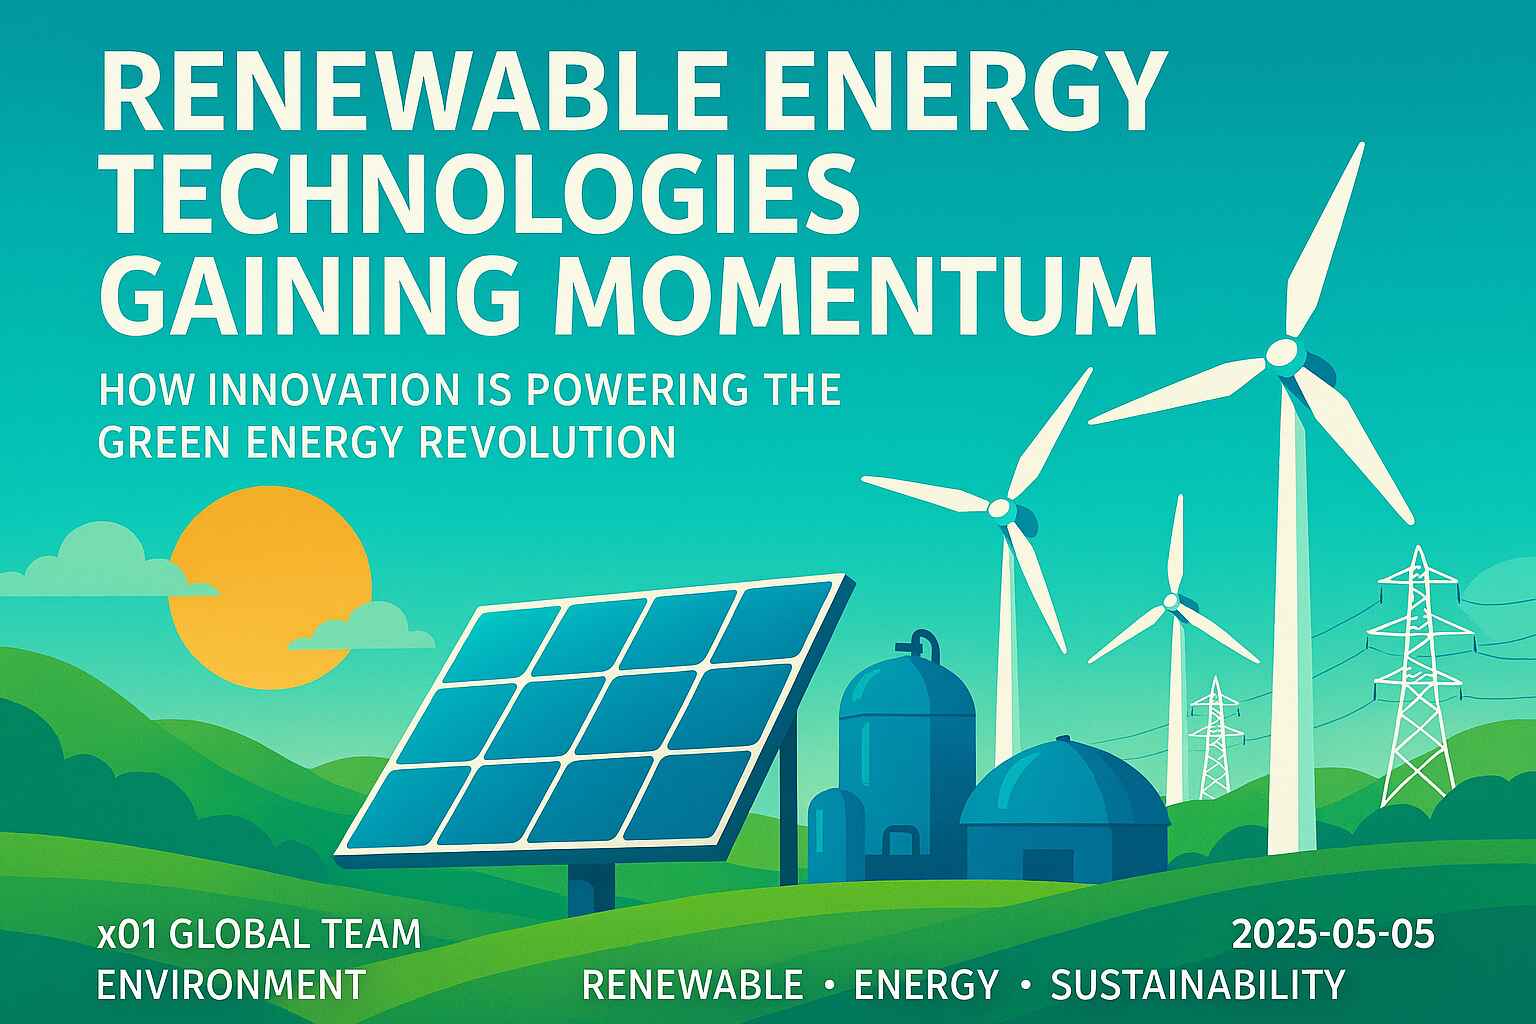 RENEWABLE ENERGY
TECHNOLOGIES
GAINING MOMENTUM
HOW INNOVATION IS POWERING THE
GREEN ENERGY REVOLUTION
x01 GLOBAL TEAM
2025-05-05
ENVIRONMENT
RENEWABLE • ENERGY • SUSTAINABILITY